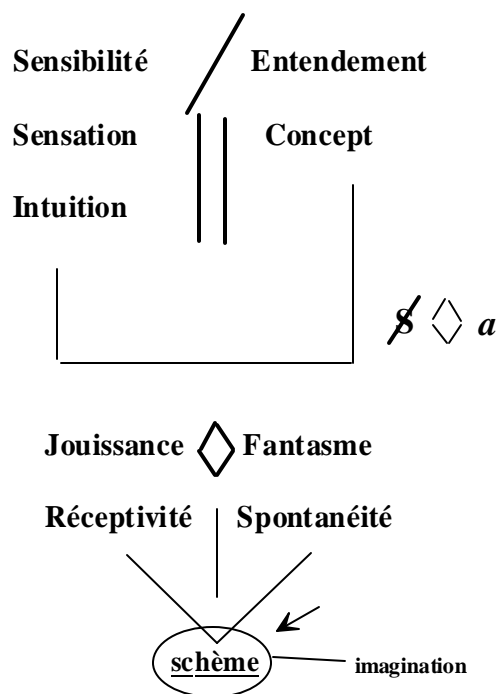 Sensibilité Entendement
Sensation Concept
Intuition
$ ◊ a
Jouissance ◊ Fantasme
Réceptivité Spontanéité
schème
imagination